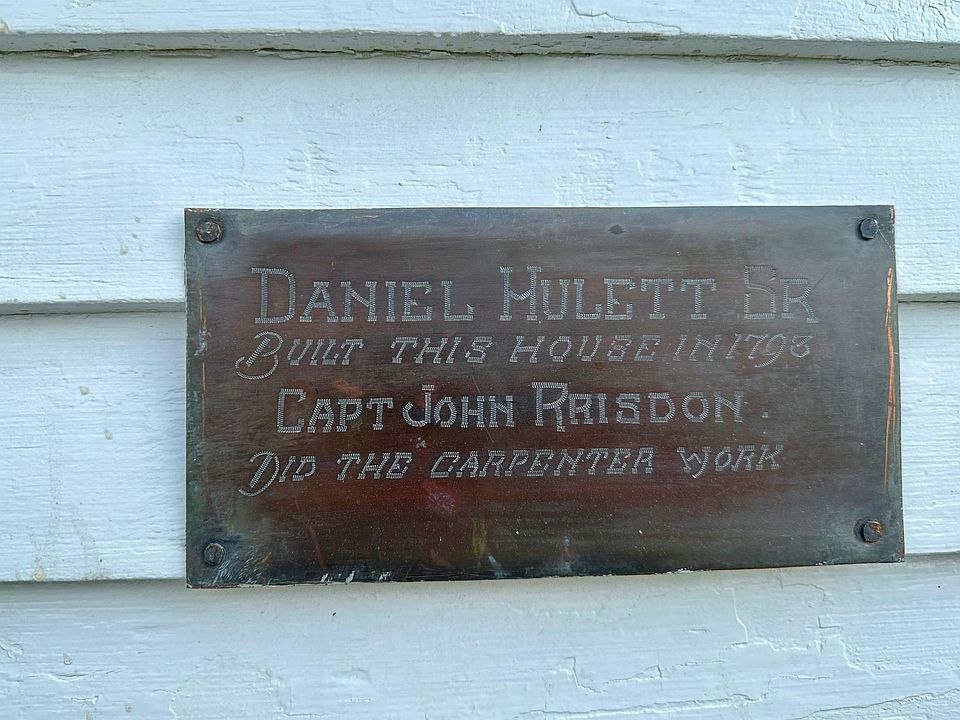 DANIEL HULETT SR
BUILT THIS HOUSE IN 1793
CAPT JOHN RRISDON.
DID THE CARPENTER WORK